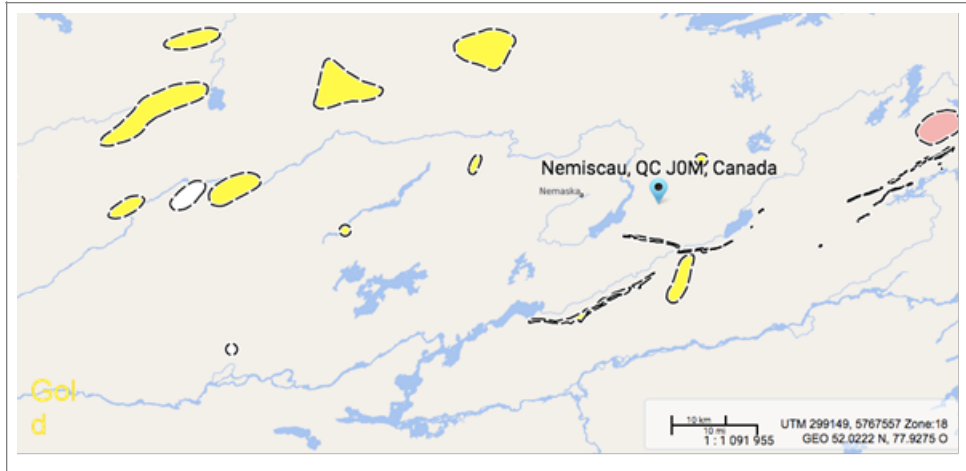 Nemiscau, QC J0M, Canada
Nemaska
Gol
d
10 km
10 mi
1 : 1 091 955
UTM 299149, 5767557 Zone:18
GEO 52.0222 N, 77.9275 O